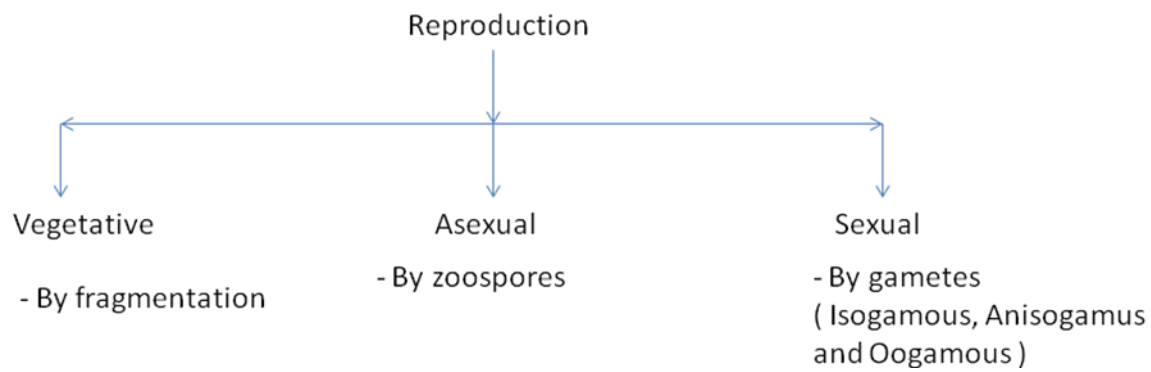 Reproduction
Vegetative
Asexual
Sexual
- By fragmentation
- By zoospores
- By gametes
( Isogamous, Anisogamus
and Oogamous )